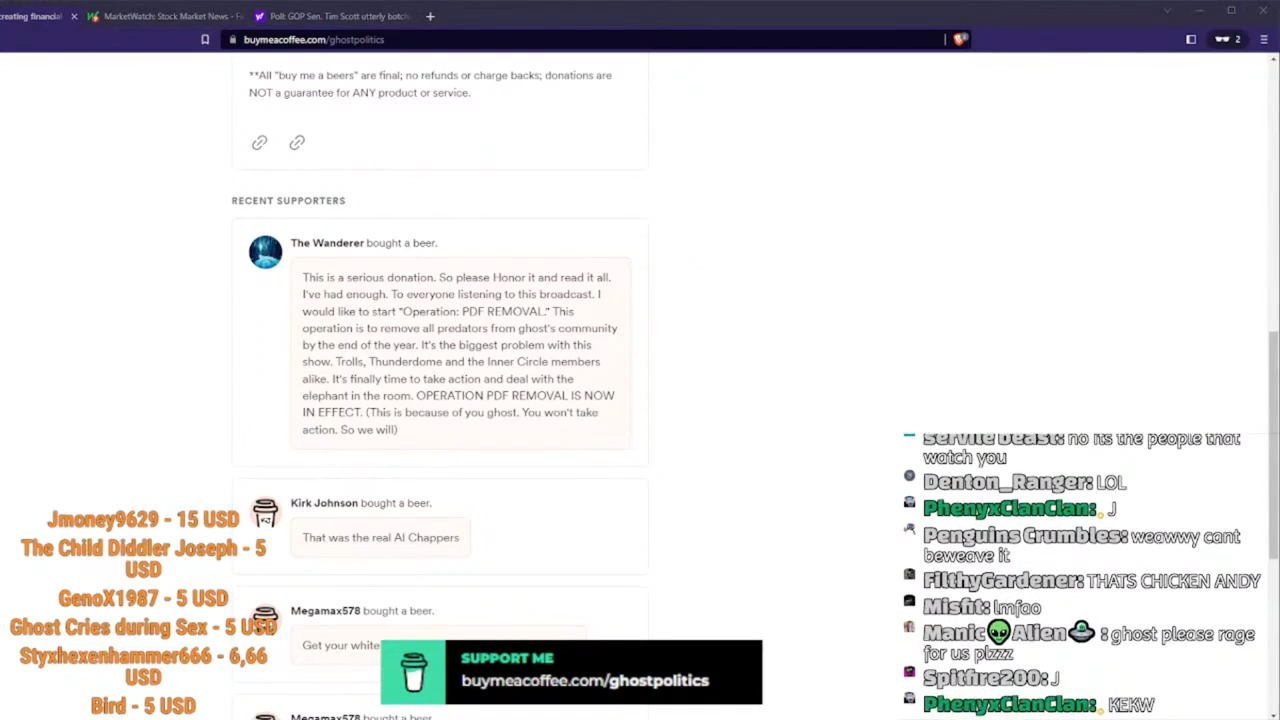 creating financial
MarketWatch: Stock Market News - F
Poll: GOP Sen. Tim Scott utterly botch
buymeacoffee.com/ghostpolitics
2
**All "buy me a beers" are final; no refunds or charge backs; donations are
NOT a guarantee for ANY product or service.
RECENT SUPPORTERS
The Wanderer bought a beer.
This is a serious donation. So please Honor it and read it all.
I've had enough. To everyone listening to this broadcast. I
would like to start "Operation: PDF REMOVAL." This
operation is to remove all predators from ghost's community
by the end of the year. It's the biggest problem with this
show. Trolls, Thunderdome and the Inner Circle members
alike. It's finally time to take action and deal with the
elephant in the room. OPERATION PDF REMOVAL IS NOW
IN EFFECT. (This is because of you ghost. You won't take
action. So we will)
Kirk Johnson bought a beer.
That was the real AI Chappers
Megamax578 bought a beer.
Get your white
Megamax578 bought a beer.
SUPPORT ME
buymeacoffee.com/ghostpolitics
Jmoney9629 - 15 USD
The Child Diddler Joseph - 5
USD
GenoX1987 - 5 USD
Ghost Cries during Sex - 5 USD
Styxhexenhammer666 - 6,66
USD
Bird - 5 USD
servile beast: no its the people that
watch you
Denton_Ranger: LOL
PhenyxClanClan: J
Penguins Crumbles: weawwy cant
beweave it
FilthyGardener: THATS CHICKEN ANDY
Misfit: lmfao
Manic👽Alien🛸 : ghost please rage
for us plzzz
Spitfire200: J
PhenyxClanClan: KEKW